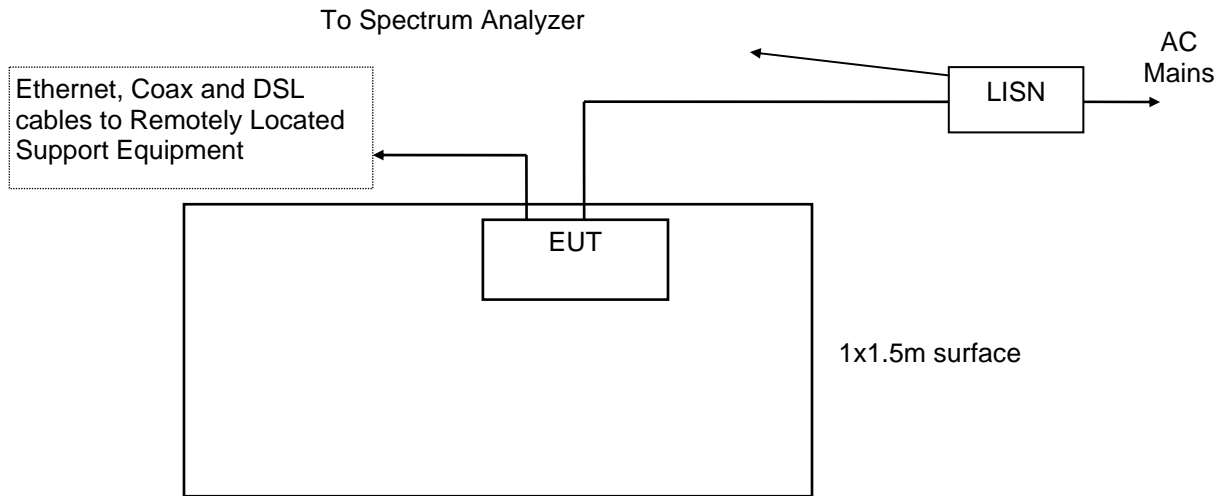 To Spectrum Analyzer
AC
Mains
Ethernet, Coax and DSL
cables to Remotely Located
Support Equipment
LISN
EUT
1x1.5m surface